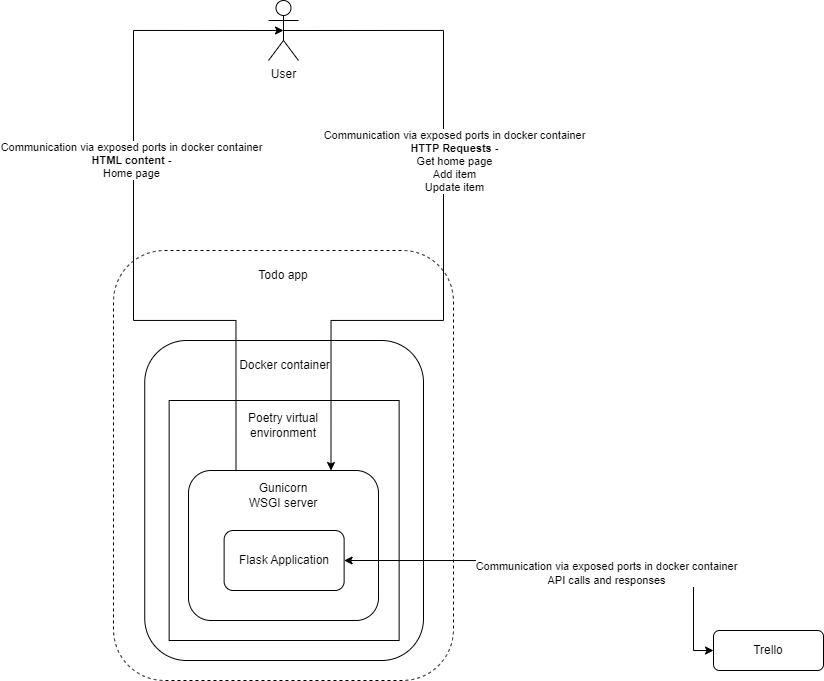 User
Communication via exposed ports in docker container
HTML content -
Home page
Communication via exposed ports in docker container
HTTP Requests -
Get home page
Add item
Update item
Todo app
Docker container
Poetry virtual
environment
Gunicorn
WSGI server
Flask Application
Communication via exposed ports in docker container
API calls and responses
Trello